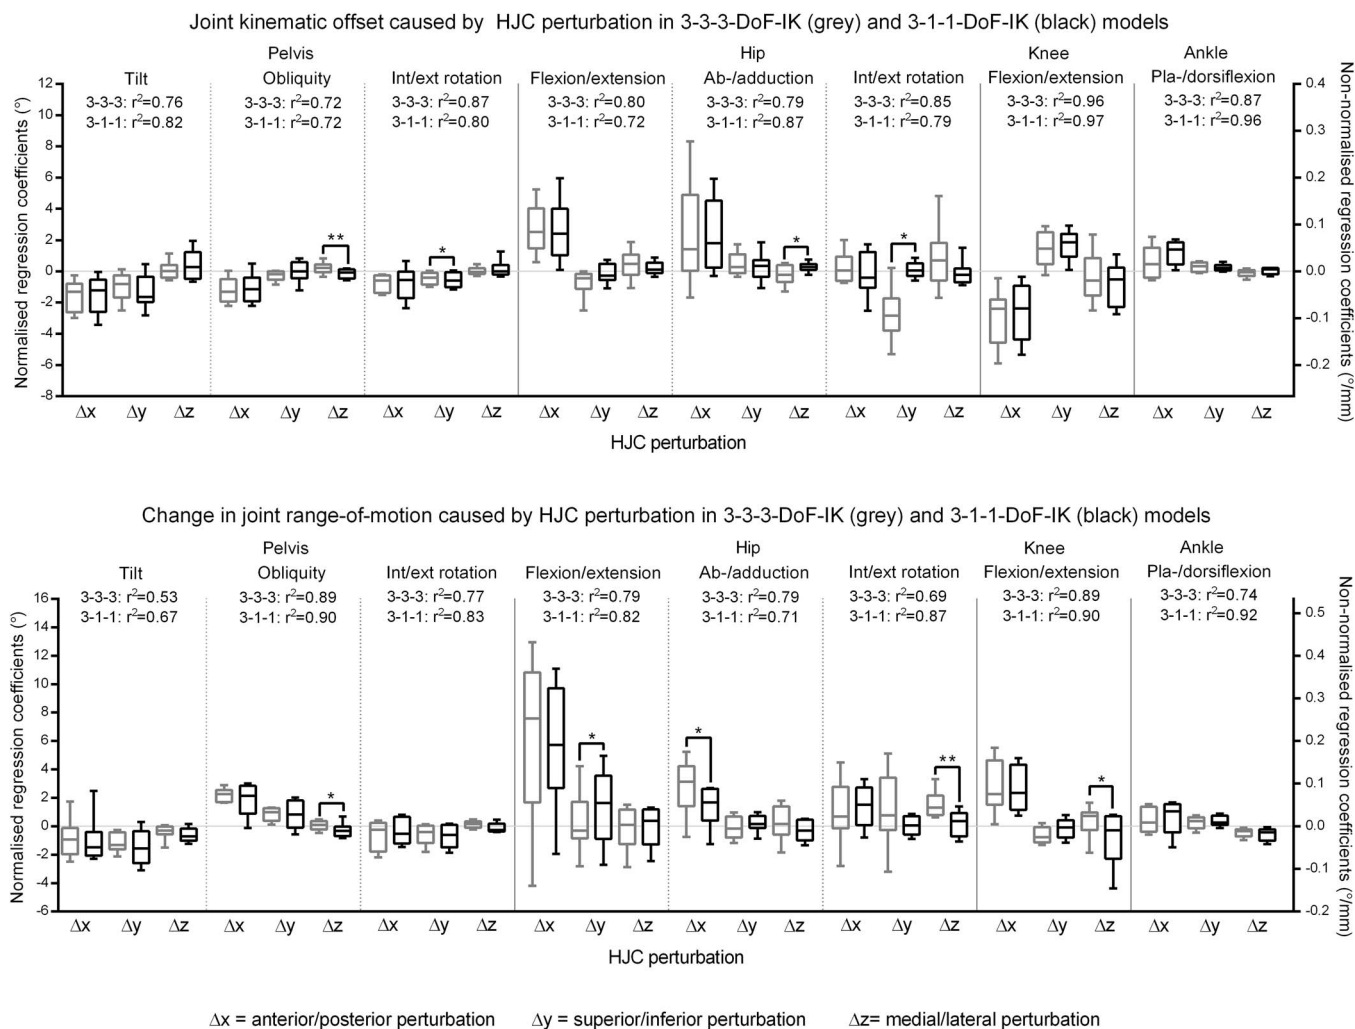 Joint kinematic offset caused by HJC perturbation in 3-3-3-DoF-IK (grey) and 3-1-1-DoF-IK (black) models
Pelvis Hip Knee Ankle
Tilt Obliquity Int/ext rotation Flexion/extension Ab-/adduction Int/ext rotation Flexion/extension Pla-/dorsiflexion
3-3-3: r²=0.76 3-3-3: r²=0.72 3-3-3: r²=0.87 3-3-3: r²=0.80 3-3-3: r²=0.79 3-3-3: r²=0.85 3-3-3: r²=0.96 3-3-3: r²=0.87
3-1-1: r²=0.82 3-1-1: r²=0.72 3-1-1: r²=0.80 3-1-1: r²=0.72 3-1-1: r²=0.87 3-1-1: r²=0.79 3-1-1: r²=0.97 3-1-1: r²=0.96
Normalised regression coefficients (°)
12
10
8
6
4
2
0
-2
-4
-6
-8
** * * *
0.4
0.3
0.2
0.1
0.0
-0.1
-0.2
Non-normalised regression coefficients (°/mm)
Δx Δy Δz Δx Δy Δz Δx Δy Δz Δx Δy Δz Δx Δy Δz Δx Δy Δz Δx Δy Δz Δx Δy Δz
HJC perturbation
Change in joint range-of-motion caused by HJC perturbation in 3-3-3-DoF-IK (grey) and 3-1-1-DoF-IK (black) models
Pelvis Hip Knee Ankle
Tilt Obliquity Int/ext rotation Flexion/extension Ab-/adduction Int/ext rotation Flexion/extension Pla-/dorsiflexion
3-3-3: r²=0.53 3-3-3: r²=0.89 3-3-3: r²=0.77 3-3-3: r²=0.79 3-3-3: r²=0.79 3-3-3: r²=0.69 3-3-3: r²=0.89 3-3-3: r²=0.74
3-1-1: r²=0.67 3-1-1: r²=0.90 3-1-1: r²=0.83 3-1-1: r²=0.82 3-1-1: r²=0.71 3-1-1: r²=0.87 3-1-1: r²=0.90 3-1-1: r²=0.92
Normalised regression coefficients (°)
16
14
12
10
8
6
4
2
0
-2
-4
-6
* * * ** *
0.5
0.4
0.3
0.2
0.1
0.0
-0.1
-0.2
Non-normalised regression coefficients (°/mm)
Δx Δy Δz Δx Δy Δz Δx Δy Δz Δx Δy Δz Δx Δy Δz Δx Δy Δz Δx Δy Δz Δx Δy Δz
HJC perturbation
Δx = anterior/posterior perturbation Δy = superior/inferior perturbation Δz= medial/lateral perturbation